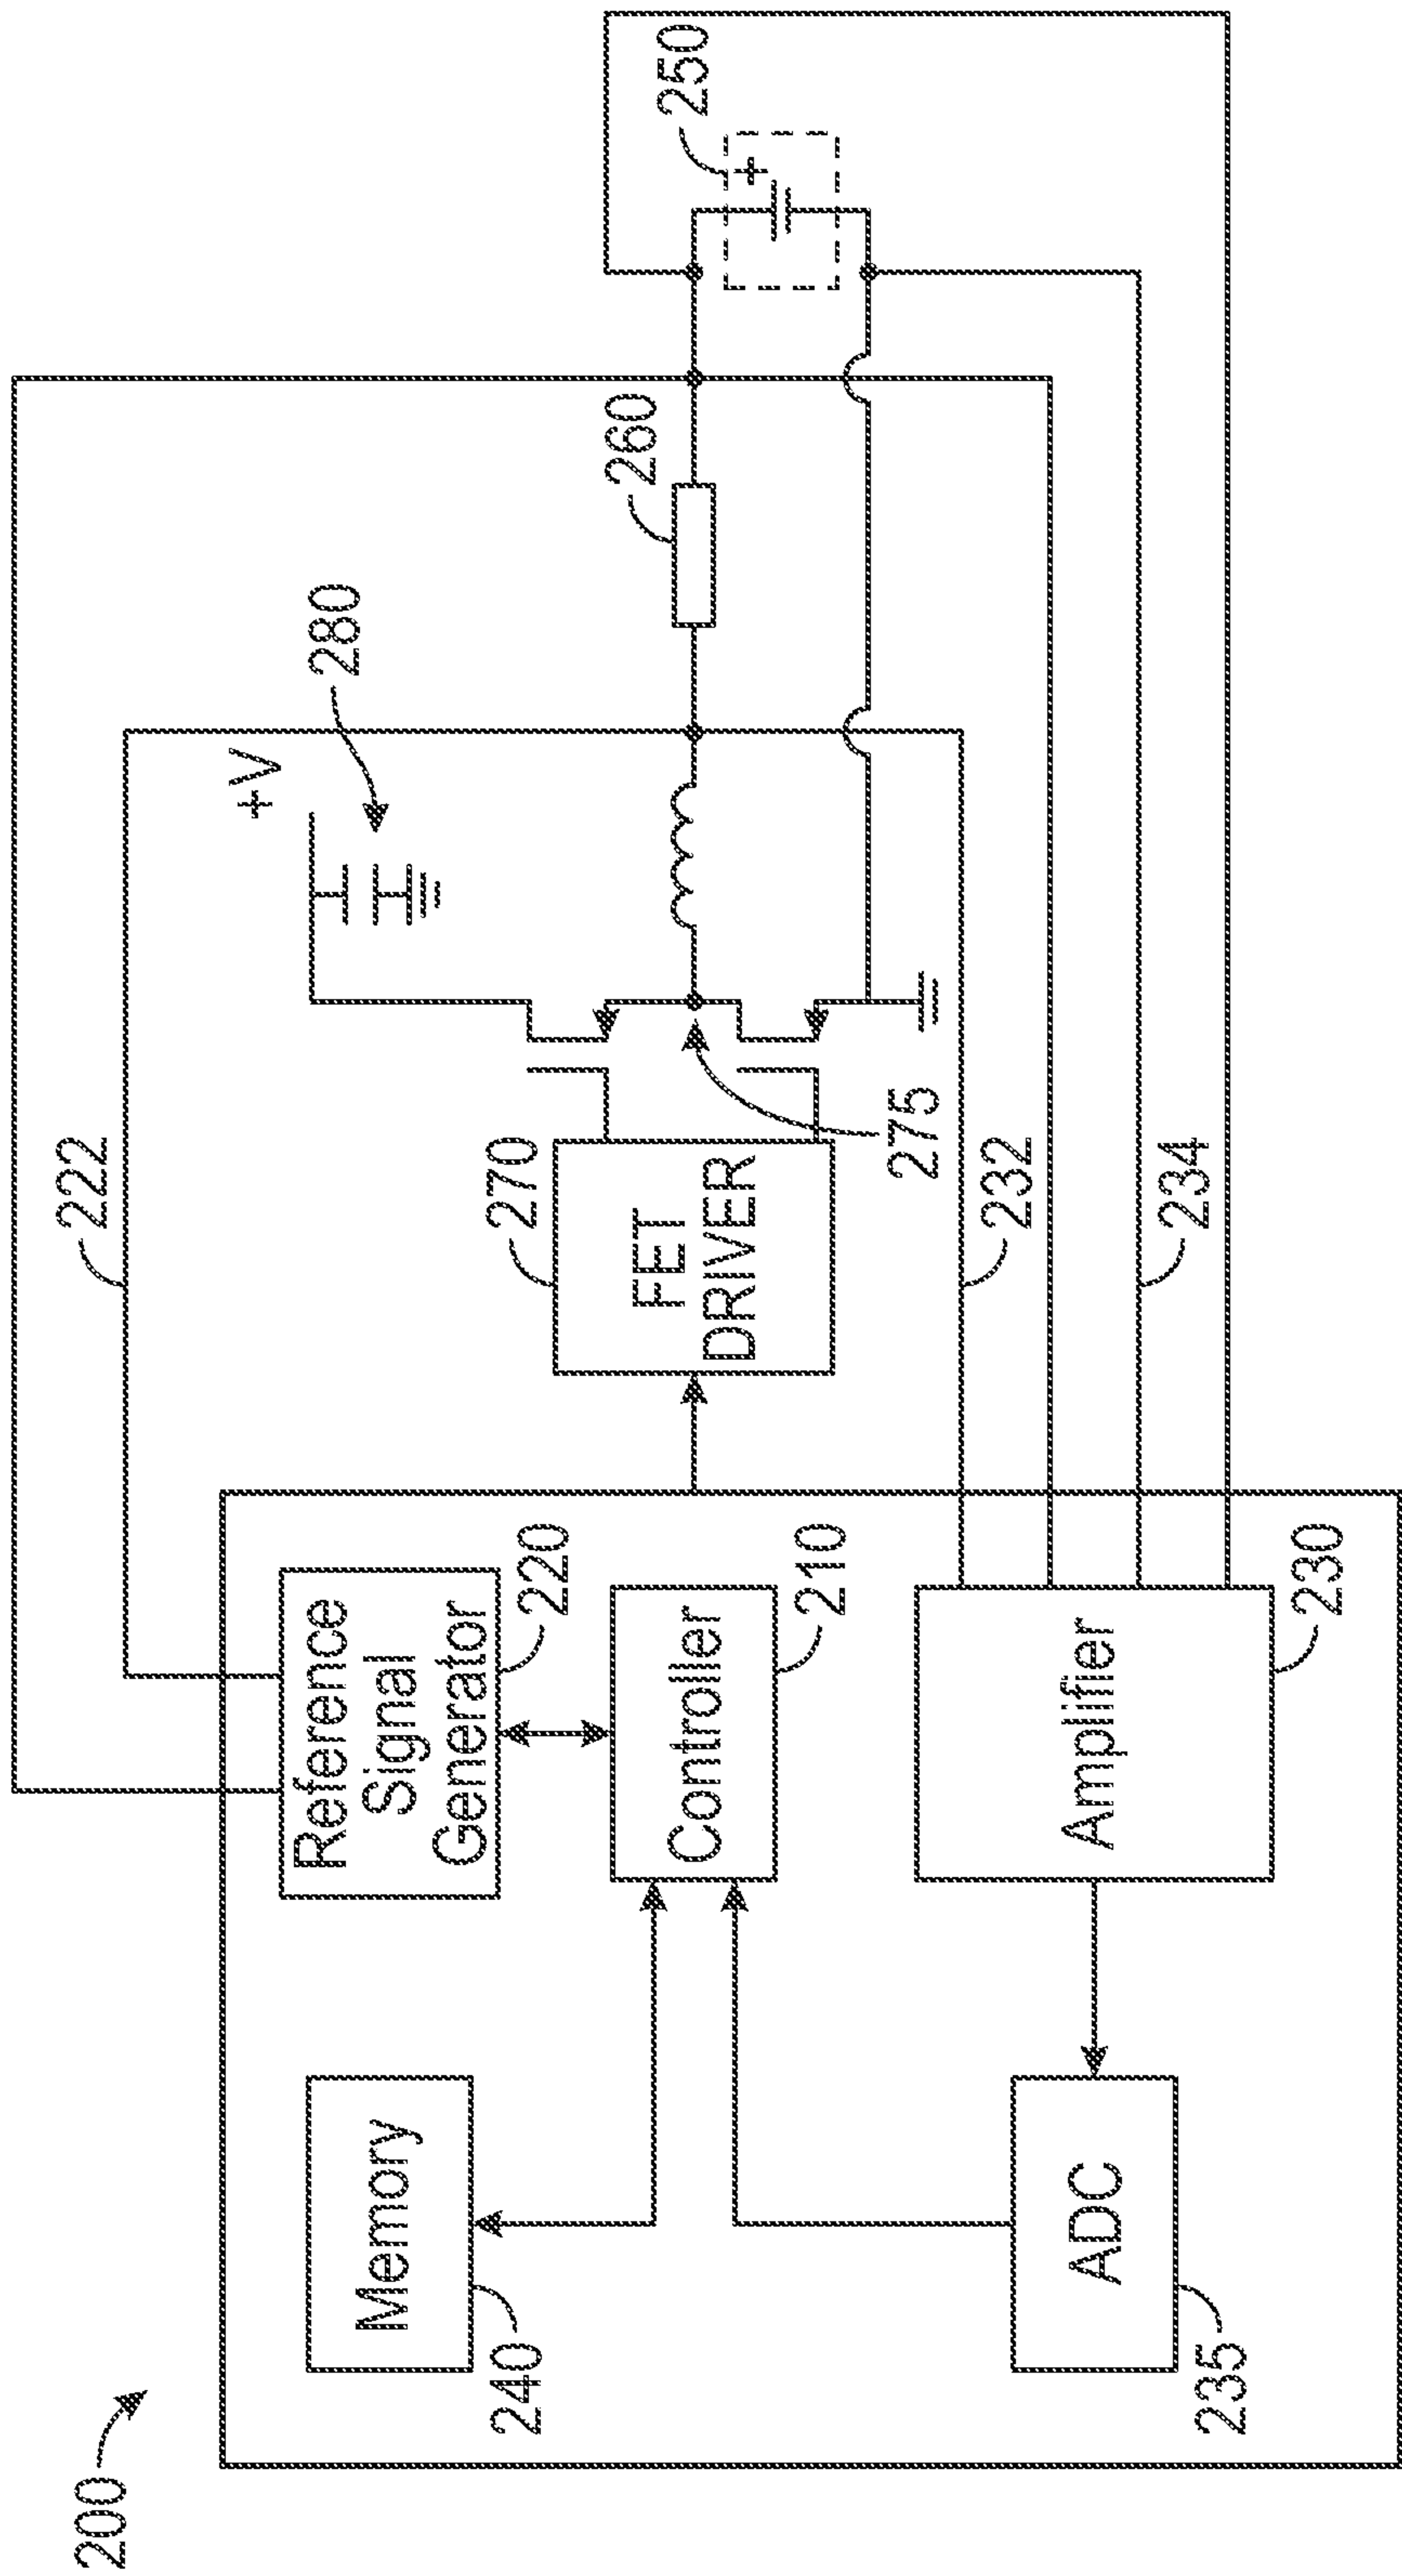 200
222
+V
280
260
250
Reference
Signal
Generator
220
270
FET
DRIVER
275
Memory
240
Controller
210
+
232
234
ADC
235
Amplifier
230